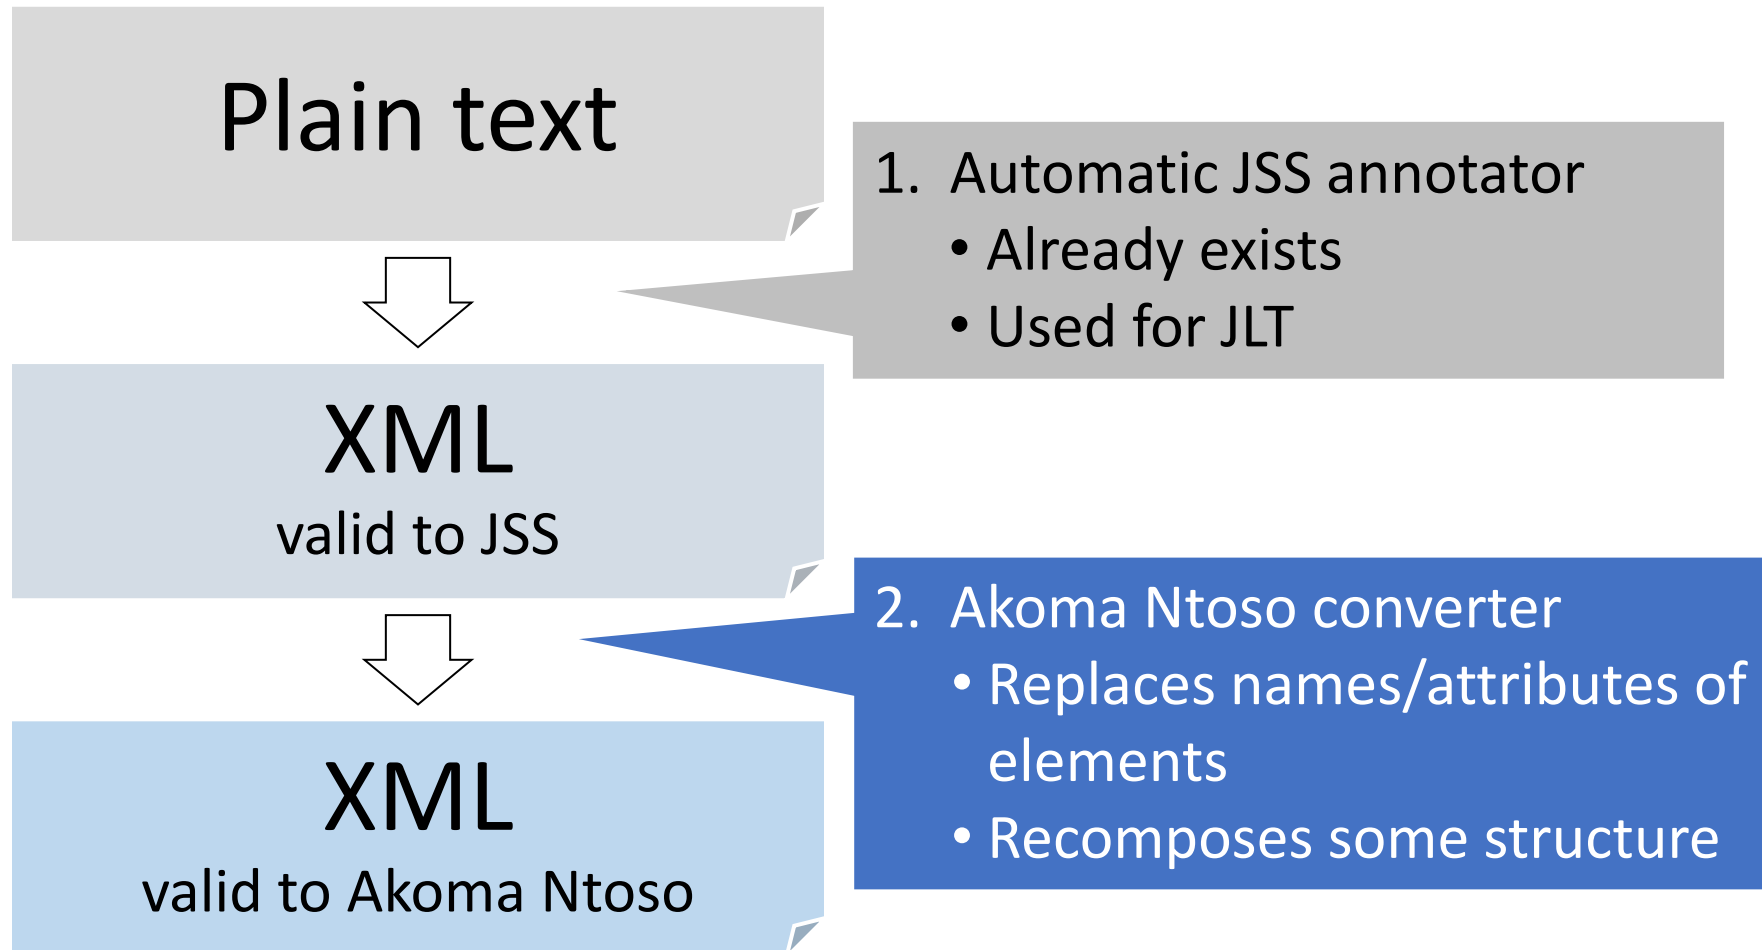 Plain text
1. Automatic JSS annotator
• Already exists
• Used for JLT
XML
valid to JSS
2. Akoma Ntoso converter
• Replaces names/attributes of
elements
• Recomposes some structure
XML
valid to Akoma Ntoso